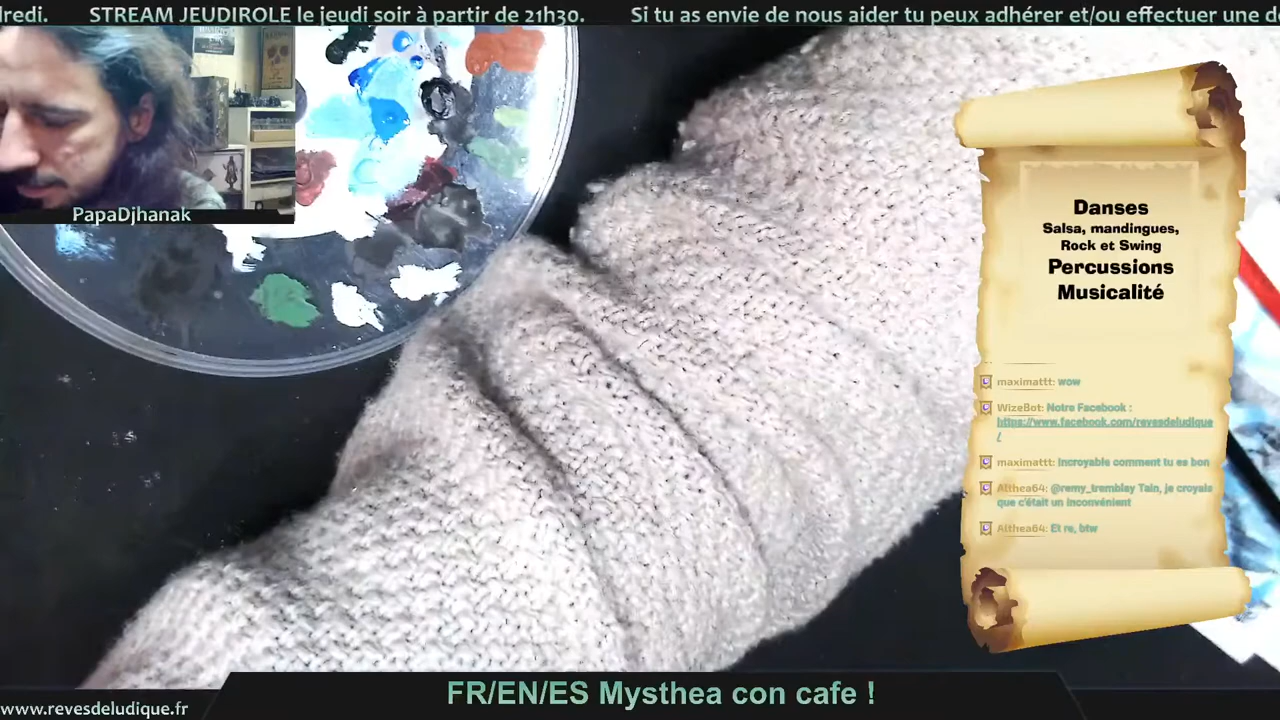 dredi. STREAM JEUDIROLE le jeudi soir à partir de 21h30. Si tu as envie de nous aider tu peux adhérer et/ou effectuer une d
PapaDjhanak
Danses
Salsa, mandingues,
Rock et Swing
Percussions
Musicalité
maximattt: wow
WizeBot: Notre Facebook :
https://www.facebook.com/revesdeludique
/
maximattt: Incroyable comment tu es bon
Althea64: @remy_tremblay Tain, je croyais
que c'était un inconvénient
Althea64: Et re, btw
FR/EN/ES Mysthea con cafe !
www.revesdeludique.fr